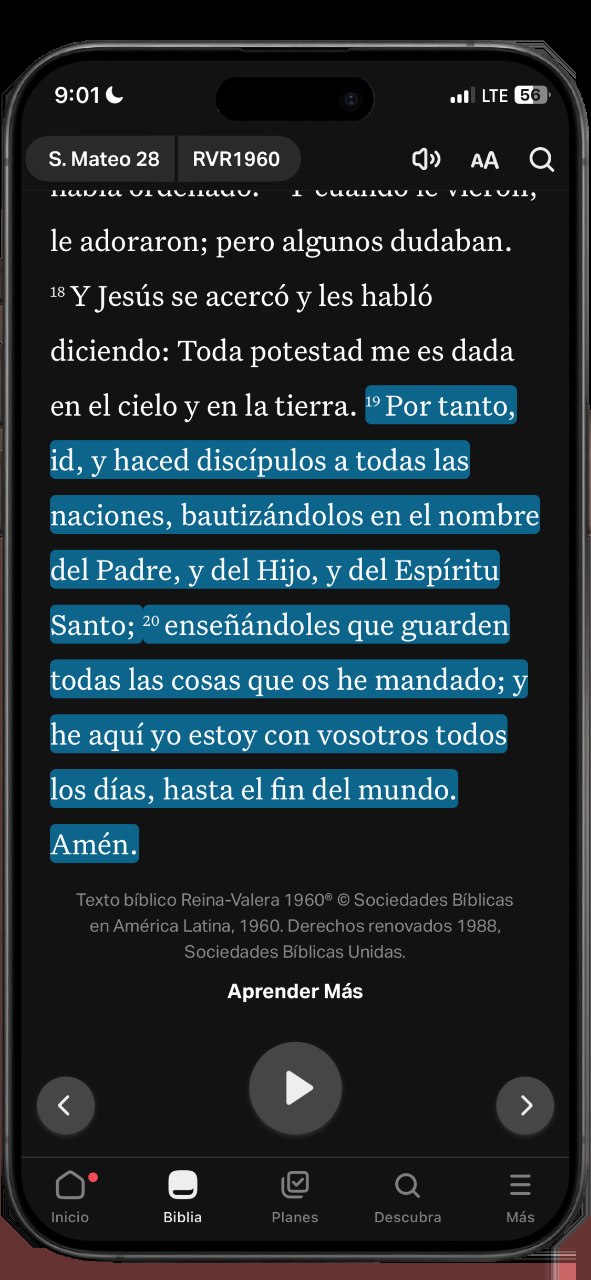 9:01
LTE 56
S. Mateo 28 RVR1960
AA
había ordenado. Y cuando le vieron,
le adoraron; pero algunos dudaban.
18 Y Jesús se acercó y les habló
diciendo: Toda potestad me es dada
en el cielo y en la tierra. 19 Por tanto,
id, y haced discípulos a todas las
naciones, bautizándolos en el nombre
del Padre, y del Hijo, y del Espíritu
Santo; 20 enseñándoles que guarden
todas las cosas que os he mandado; y
he aquí yo estoy con vosotros todos
los días, hasta el fin del mundo.
Amén.
Texto bíblico Reina-Valera 1960® © Sociedades Bíblicas
en América Latina, 1960. Derechos renovados 1988,
Sociedades Bíblicas Unidas.
Aprender Más
Inicio Biblia Planes Descubra Más